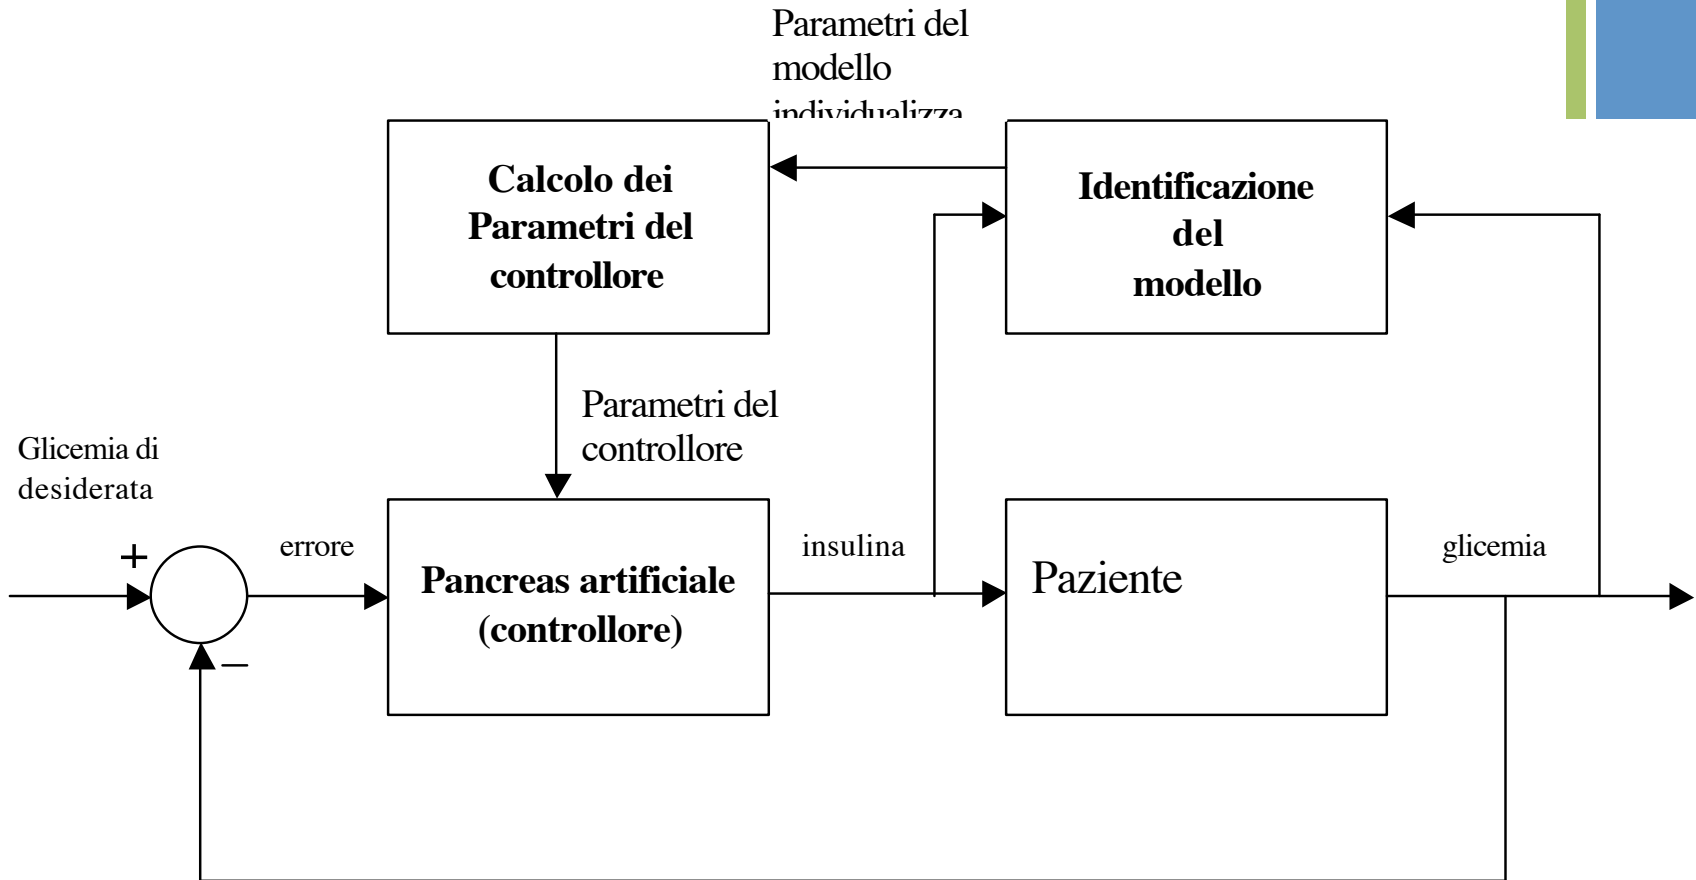 Parametri del
modello
individualizza
Calcolo dei
Parametri del
controllore
Identificazione
del
modello
Parametri del
controllore
Glicemia di
desiderata
+
errore
insulina
glicemia
Pancreas artificiale
(controllore)
Paziente
–